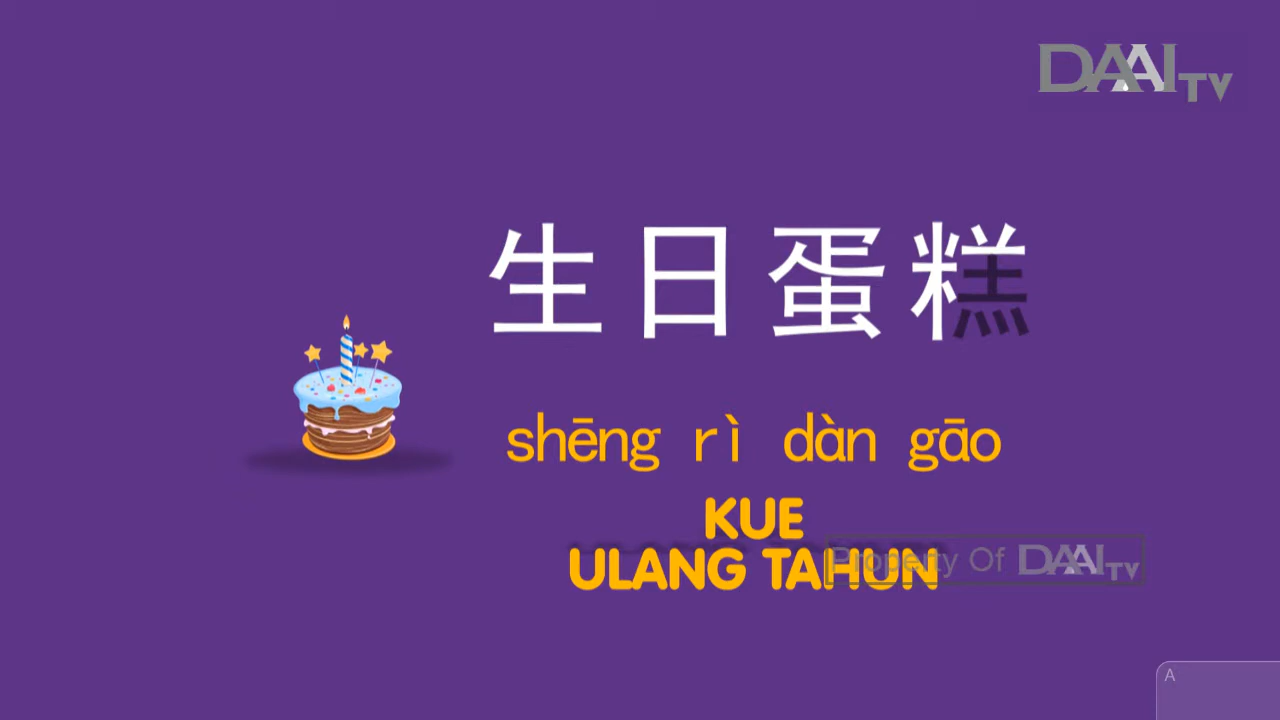 DAAI TV
生日蛋糕
shēng rì dàn gāo
KUE
ULANG TAHUN
Property Of DAAI TV
A